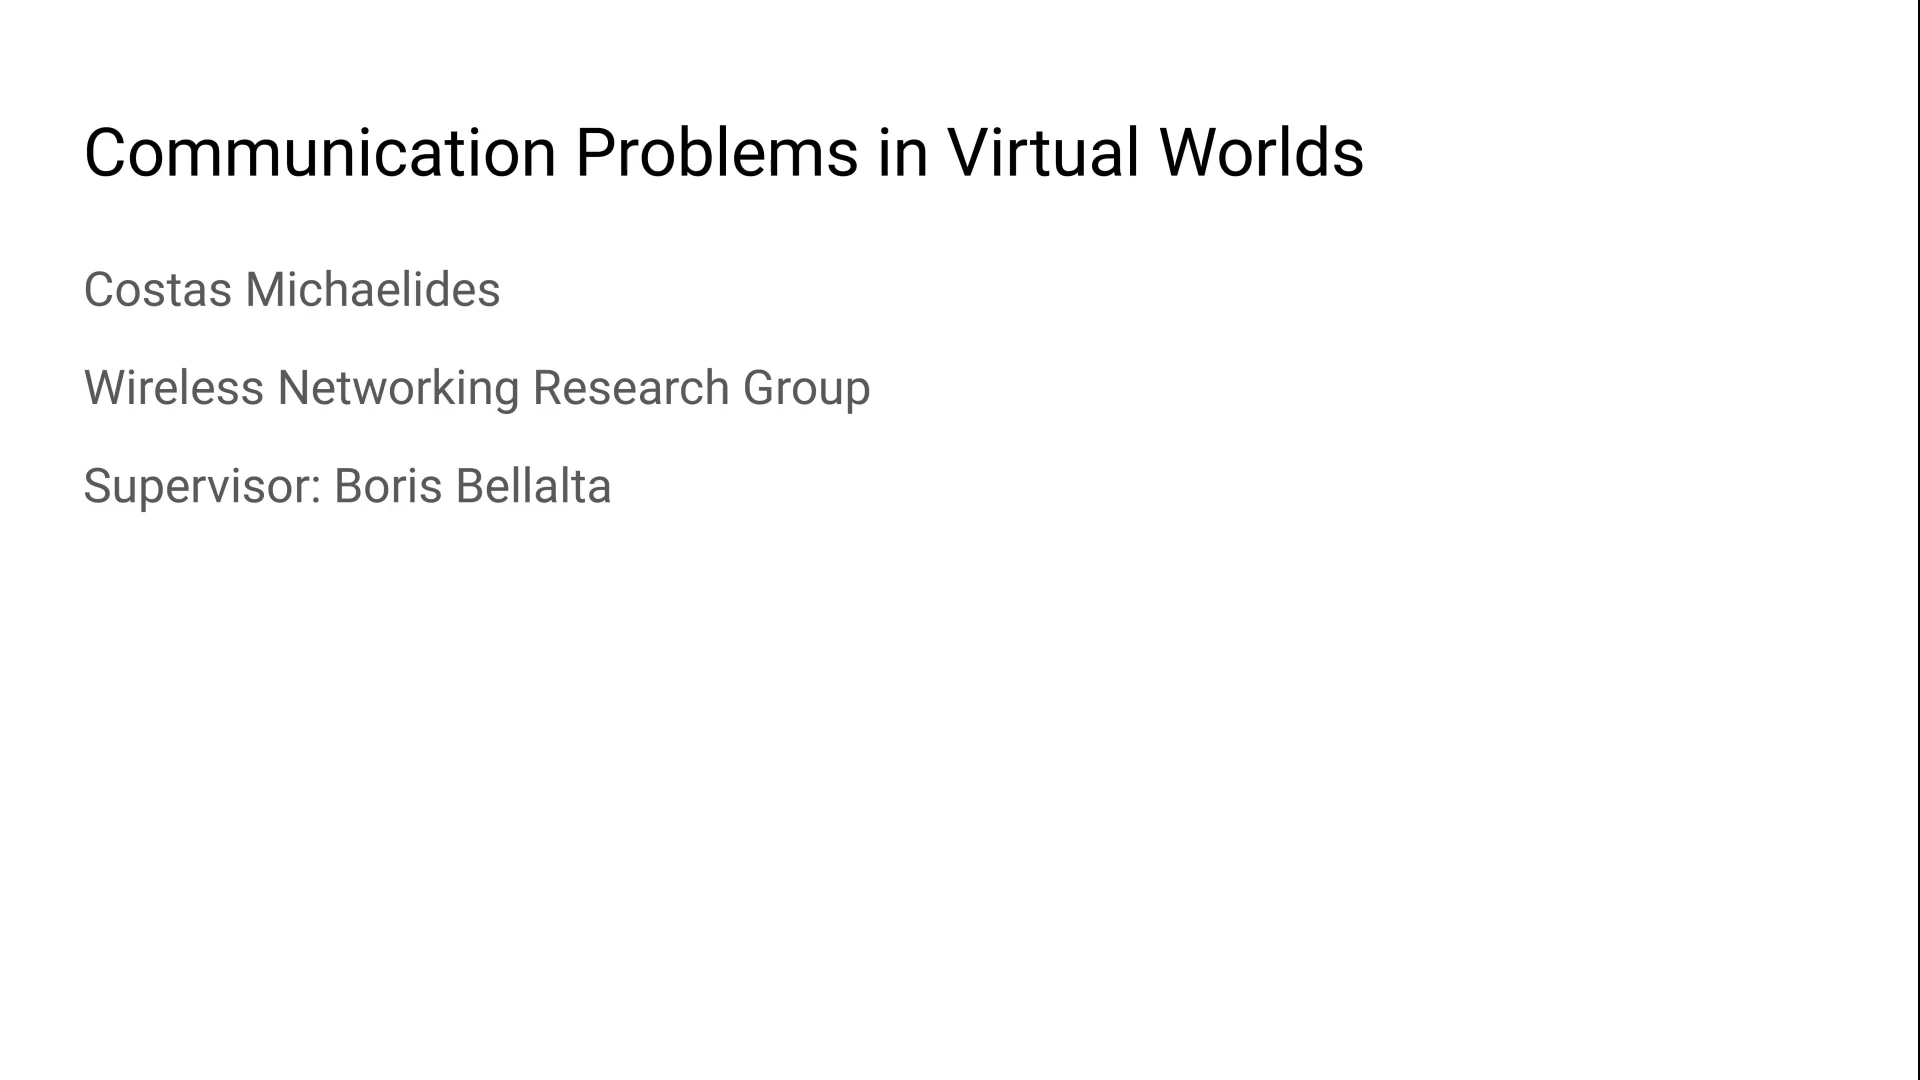 Communication Problems in Virtual Worlds
Costas Michaelides
Wireless Networking Research Group
Supervisor: Boris Bellalta